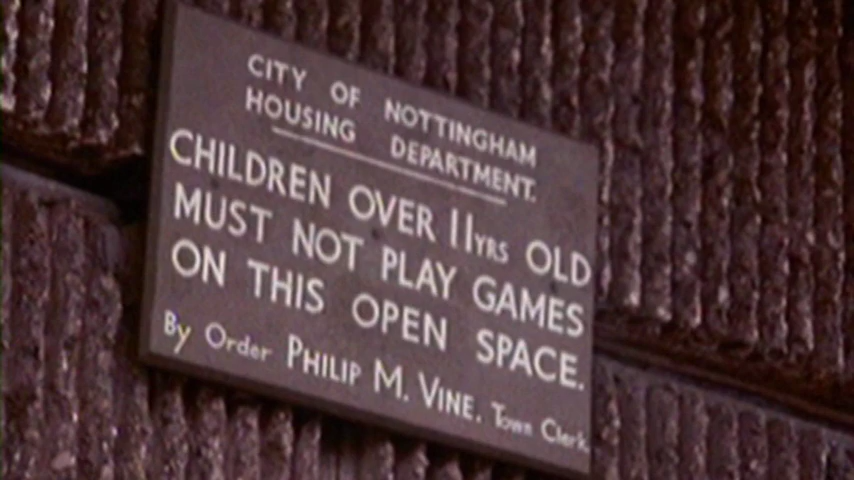 CITY OF NOTTINGHAM
HOUSING DEPARTMENT.
CHILDREN OVER 11YRS OLD
MUST NOT PLAY GAMES
ON THIS OPEN SPACE.
By Order PHILIP M. VINE. Town Clerk.